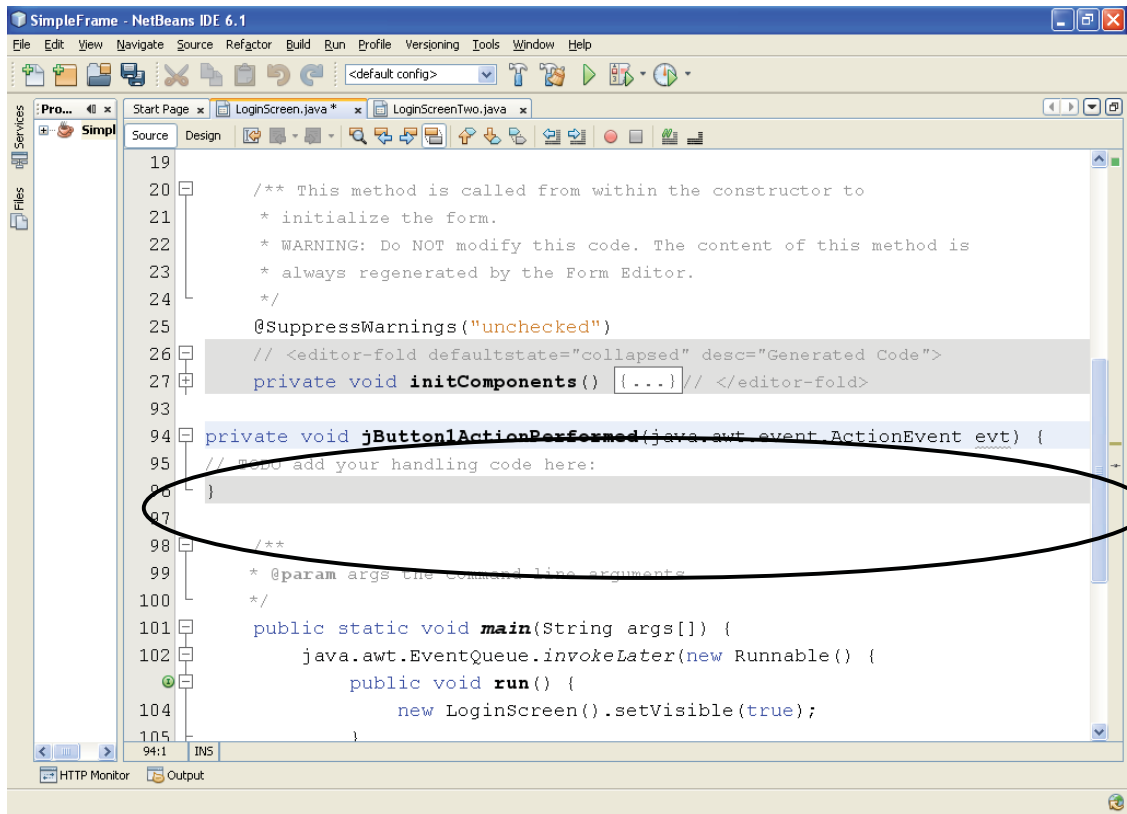 SimpleFrame - NetBeans IDE 6.1
File Edit View Navigate Source Refactor Build Run Profile Versioning Tools Window Help
<default config>
Services
Files
Pro...
Simpl
Start Page LoginScreen.java * LoginScreenTwo.java
Source Design
19
20 /** This method is called from within the constructor to
21 * initialize the form.
22 * WARNING: Do NOT modify this code. The content of this method is
23 * always regenerated by the Form Editor.
24 */
25 @SuppressWarnings("unchecked")
26 // <editor-fold defaultstate="collapsed" desc="Generated Code">
27 private void initComponents() {...}// </editor-fold>
93
94 private void jButton1ActionPerformed(java.awt.event.ActionEvent evt) {
95 // TODO add your handling code here:
96 }
97
98 /**
99 * @param args the command line arguments
100 */
101 public static void main(String args[]) {
102 java.awt.EventQueue.invokeLater(new Runnable() {
public void run() {
104 new LoginScreen().setVisible(true);
105 }
94:1 INS
HTTP Monitor Output